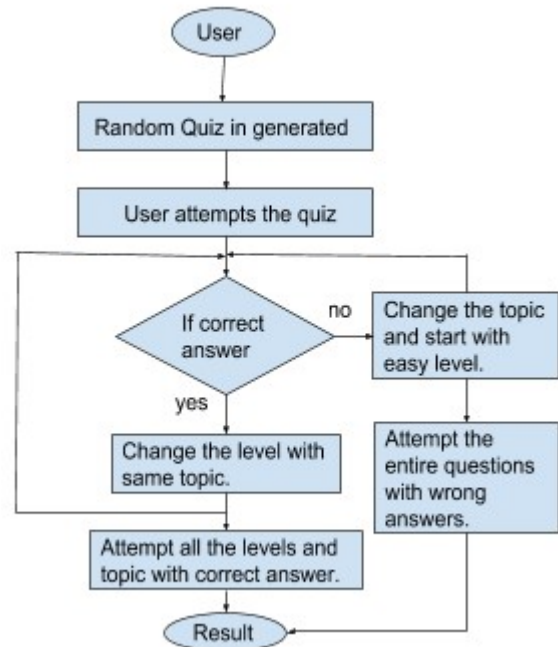 User
Random Quiz in generated
User attempts the quiz
If correct
answer
no
Change the topic
and start with
easy level.
yes
Change the level with
same topic.
Attempt the
entire questions
with wrong
answers.
Attempt all the levels and
topic with correct answer.
Result